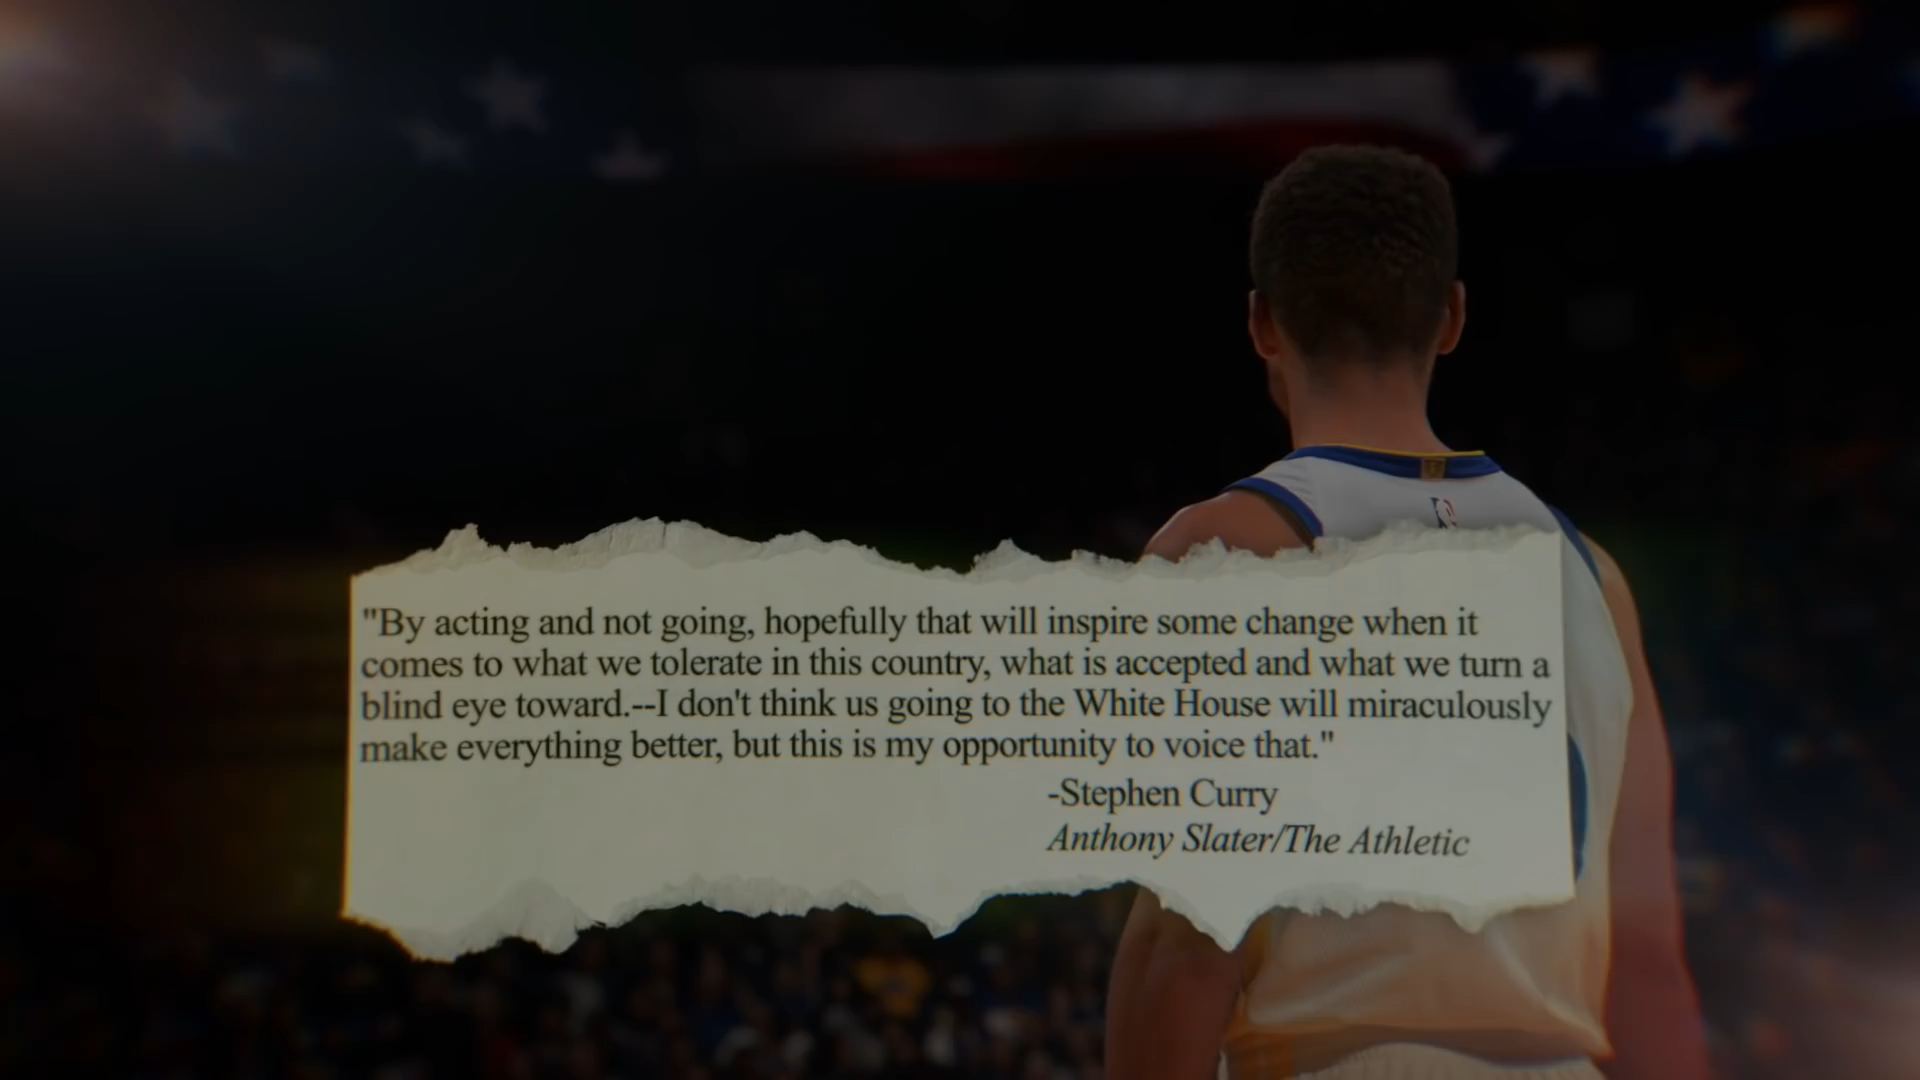 "By acting and not going, hopefully that will inspire some change when it
comes to what we tolerate in this country, what is accepted and what we turn a
blind eye toward.--I don't think us going to the White House will miraculously
make everything better, but this is my opportunity to voice that."
-Stephen Curry
Anthony Slater/The Athletic